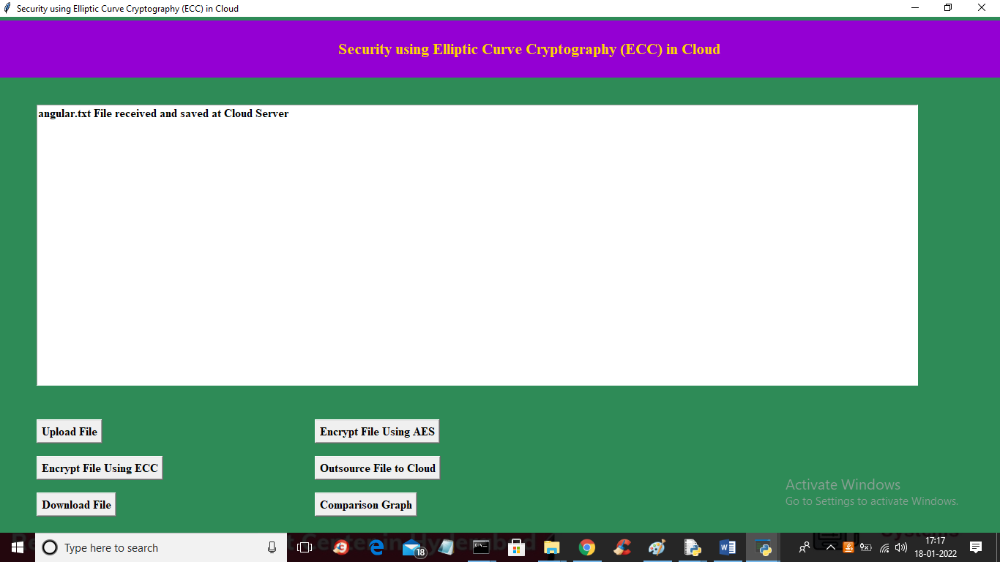 Security using Elliptic Curve Cryptography (ECC) in Cloud
Security using Elliptic Curve Cryptography (ECC) in Cloud
angular.txt File received and saved at Cloud Server
Upload File
Encrypt File Using AES
Encrypt File Using ECC
Outsource File to Cloud
Download File
Comparison Graph
Activate Windows
Go to Settings to activate Windows.
Type here to search
18
17:17
18-01-2022